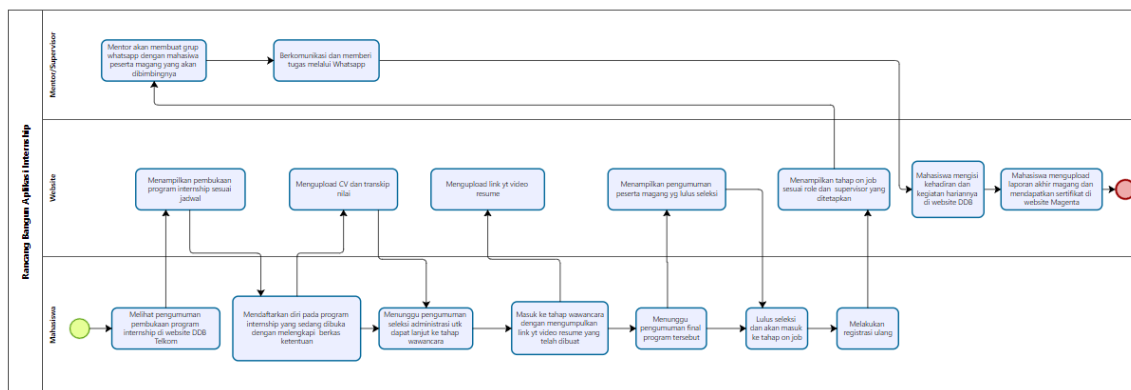 Rancang Bangun Aplikasi Internship
Mentor/Supervisor
Mentor akan membuat grup
whatsapp dengan mahasiwa
peserta magang yang akan
dibimbingnya
Berkomunikasi dan memberi
tugas melalui Whatsapp
Website
Menampilkan pembukaan
program internship sesuai
jadwal
Mengupload CV dan transkip
nilai
Mengupload link yt video
resume
Menampilkan pengumuman
peserta magang yg lulus
seleksi
Menampilkan tahap on job
sesuai role dan supervisor yang
ditetapkan
Mahasiswa mengisi
kehadiran dan
kegiatan hariannya
di website DDB
Mahasiswa mengupload
laporan akhir magang dan
mendapatkan sertifikat di
website Magenta
Mahasiswa
Melihat pengumuman
pembukaan program
internship di website DDB
Telkom
Mendaftarkan diri pada program
internship yang sedang dibuka
dengan melengkapi berkas
ketentuan
Menunggu pengumuman
seleksi administrasi utk
dapat lanjut ke tahap
wawancara
Masuk ke tahap wawancara
dengan mengumpulkan
link yt video resume yang
telah dibuat
Menunggu
pengumuman final
program tersebut
Lulus seleksi
dan akan masuk
ke tahap on job
Melakukan
registrasi ulang